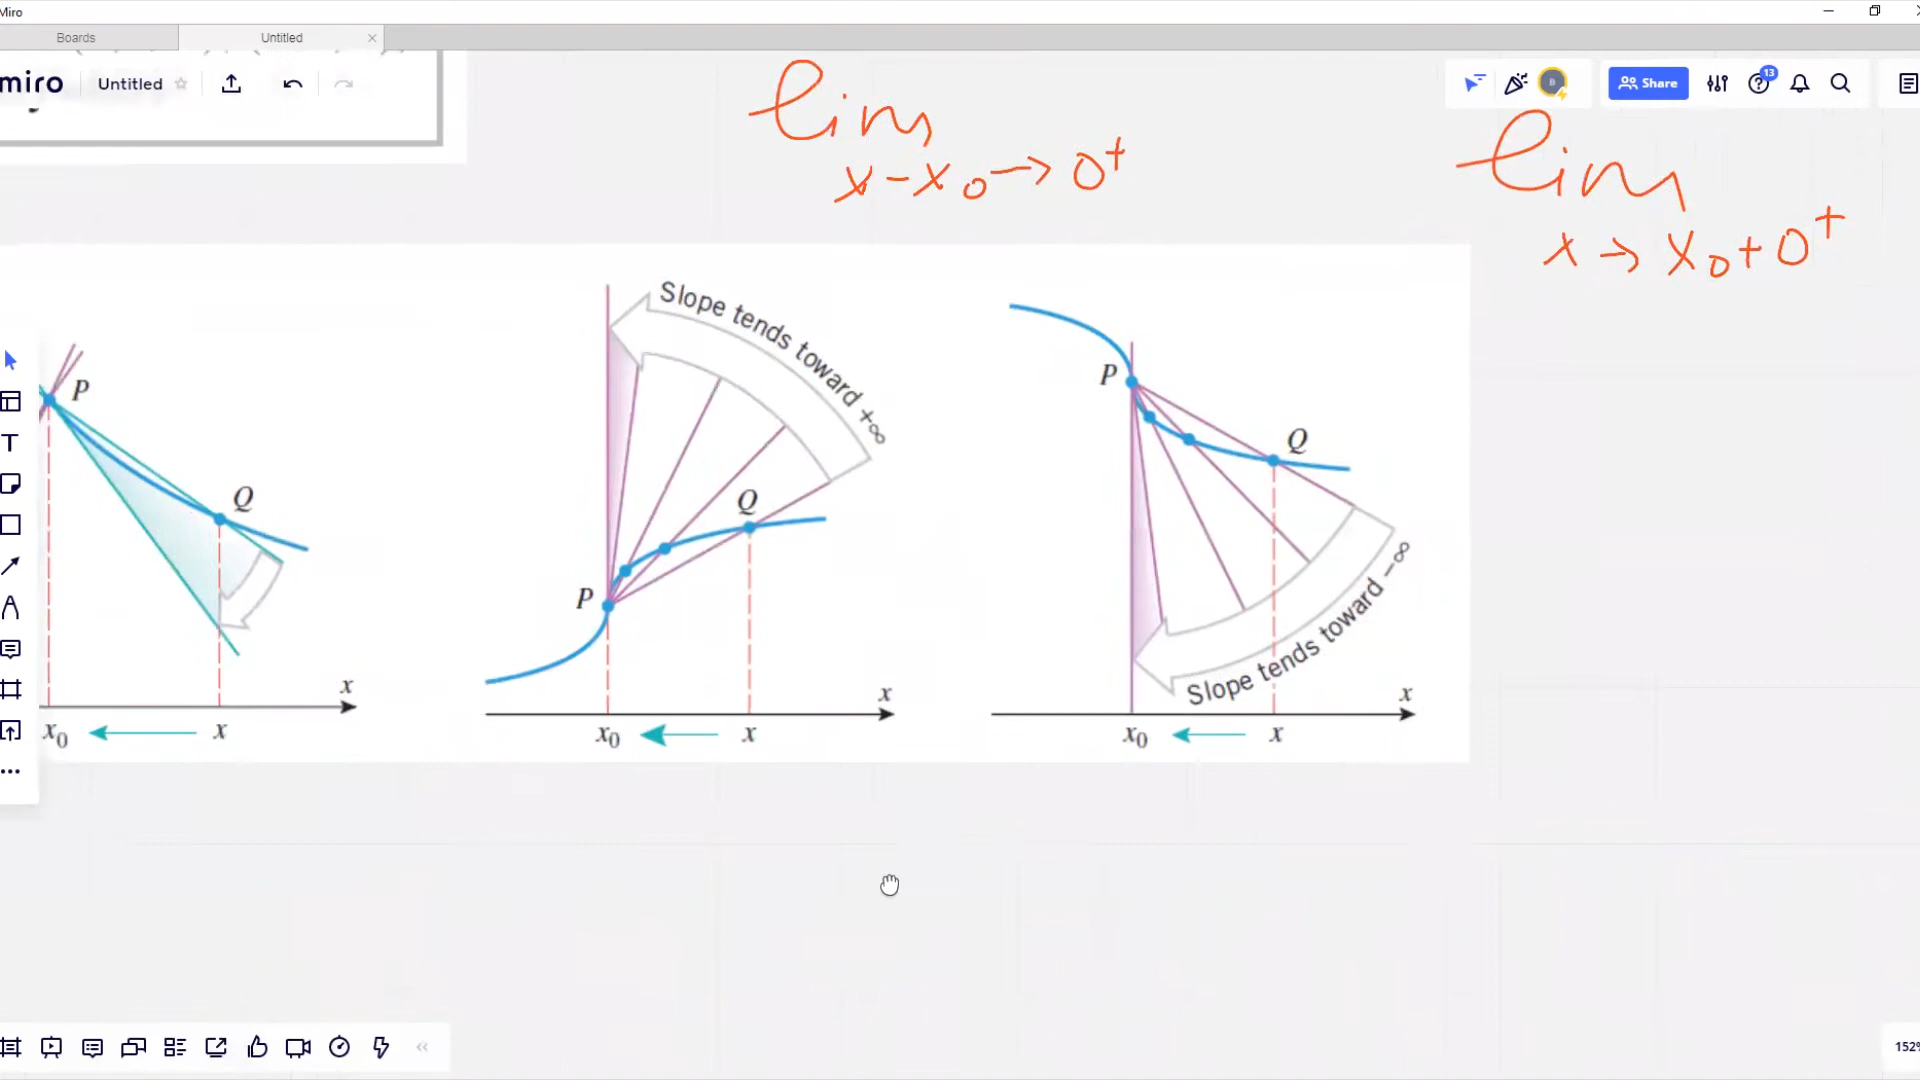 Miro
Boards
Untitled
miro
Untitled
Share
13
lim
x - x₀ → 0⁺
lim
x → x₀ + 0⁺
P
Q
x
x₀
x
Slope tends toward +∞
Q
P
x
x₀
x
P
Q
Slope tends toward −∞
x
x₀
x
152%